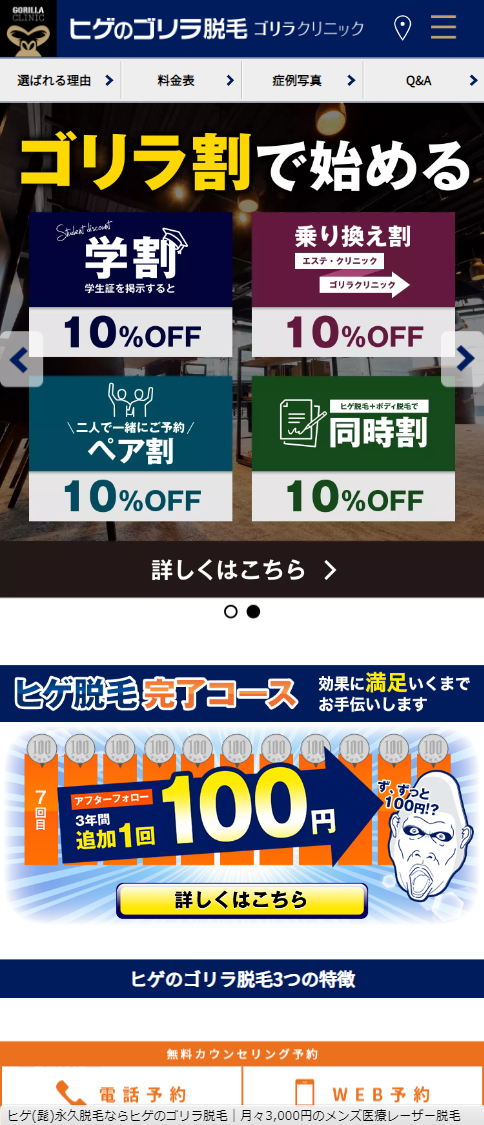 GORILLA
CLINIC
ヒゲのゴリラ脱毛 ゴリラクリニック
選ばれる理由
料金表
症例写真
Q&A
ゴリラ割で始める
Student discount
学割
学生証を掲示すると
10%OFF
乗り換え割
エステ・クリニック
ゴリラクリニック
10%OFF
二人で一緒にご予約
ペア割
10%OFF
ヒゲ脱毛+ボディ脱毛で
同時割
10%OFF
詳しくはこちら
ヒゲ脱毛完了コース
効果に満足いくまで
お手伝いします
100 100 100 100 100 100 100 100 100 100 100
7回目
アフターフォロー
3年間
追加1回
100円
ず、ずっと
100円!?
詳しくはこちら
ヒゲのゴリラ脱毛3つの特徴
無料カウンセリング予約
電話予約
WEB予約
ヒゲ(髭)永久脱毛ならヒゲのゴリラ脱毛｜月々3,000円のメンズ医療レーザー脱毛